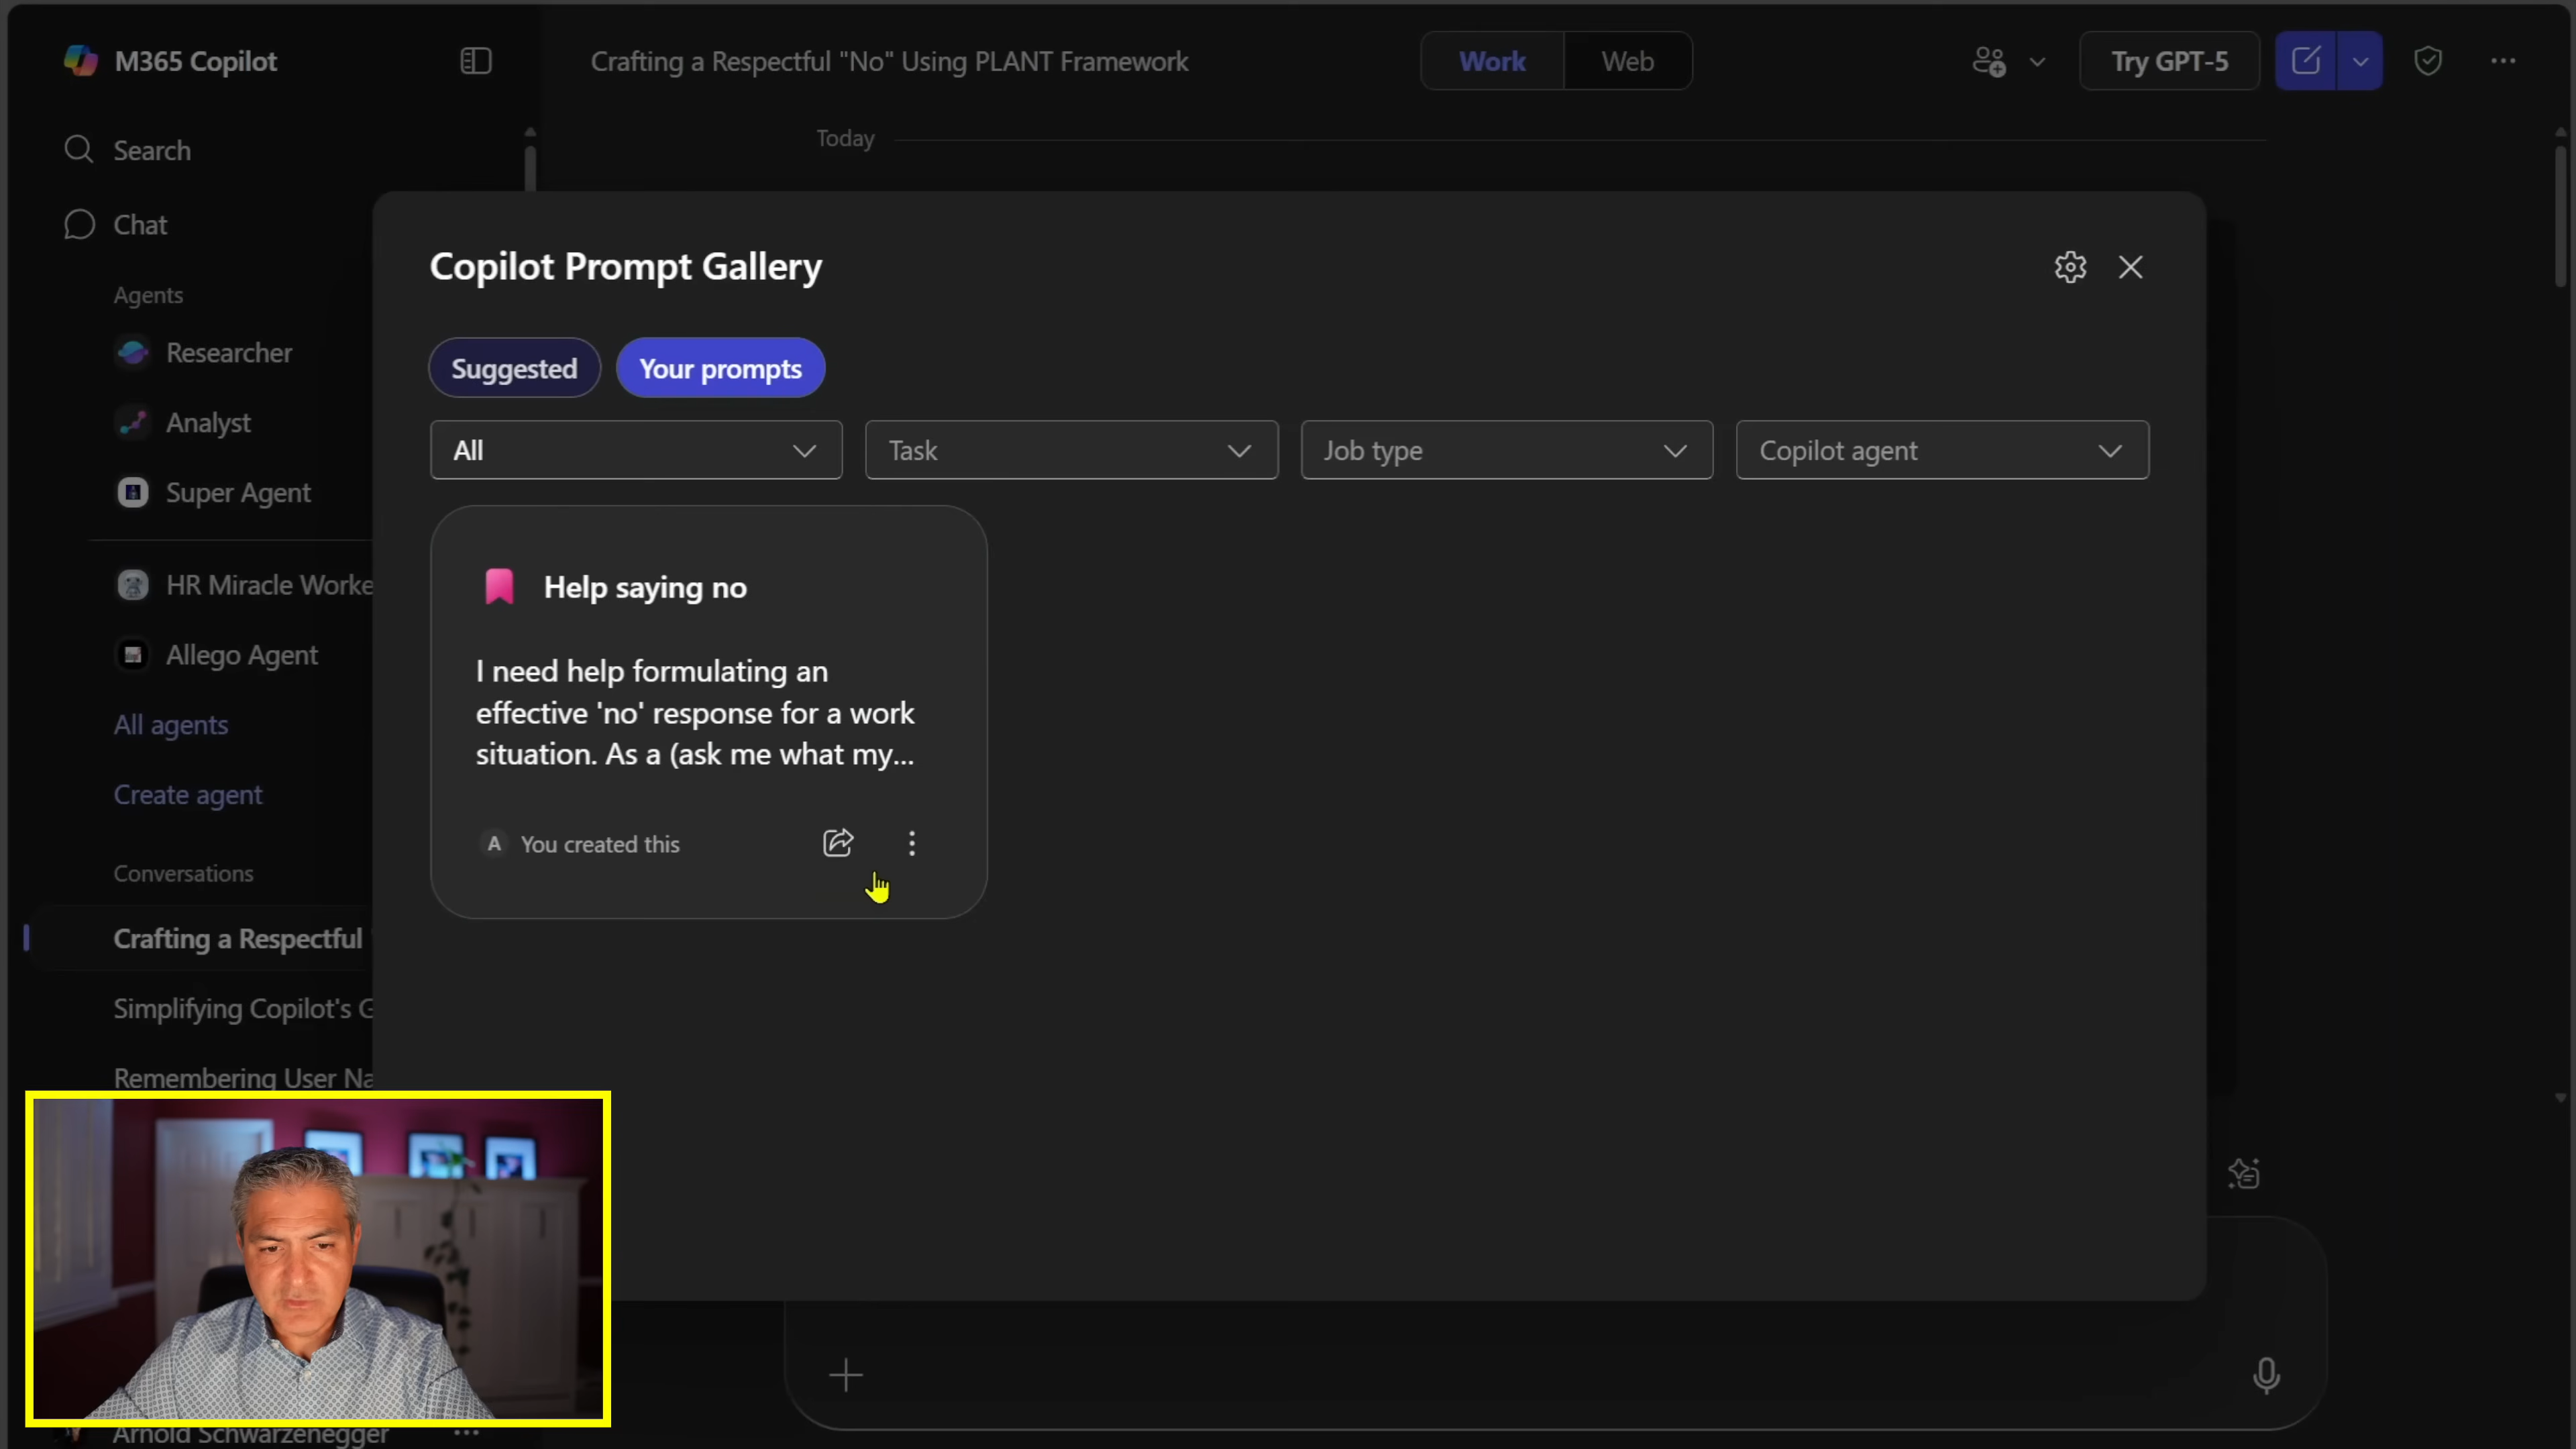 M365 Copilot
Crafting a Respectful "No" Using PLANT Framework
Work
Web
Try GPT-5
Search
Today
Chat
Agents
Researcher
Analyst
Super Agent
HR Miracle Worke
Allego Agent
All agents
Create agent
Conversations
Crafting a Respectful
Simplifying Copilot's G
Remembering User Na
Arnold Schwarzenegger
Copilot Prompt Gallery
Suggested
Your prompts
All
Task
Job type
Copilot agent
Help saying no
I need help formulating an
effective 'no' response for a work
situation. As a (ask me what my...
A You created this